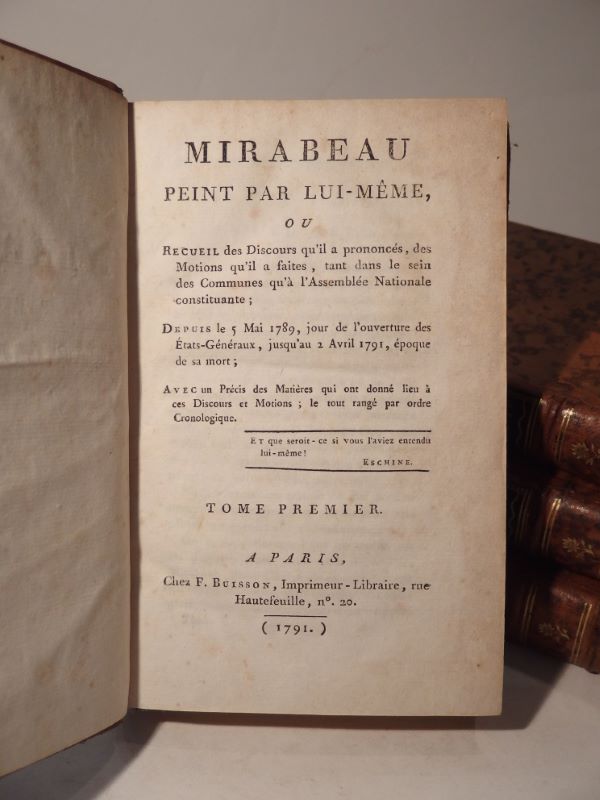 MIRABEAU
PEINT PAR LUI-MÊME,
OU
RECUEIL des Discours qu'il a prononcés, des
Motions qu'il a faites, tant dans le sein
des Communes qu'à l'Assemblée Nationale
constituante ;
DEPUIS le 5 Mai 1789, jour de l'ouverture des
États-Généraux, jusqu'au 2 Avril 1791, époque
de sa mort ;
AVEC un Précis des Matières qui ont donné lieu à
ces Discours et Motions ; le tout rangé par ordre
Cronologique.
ET que seroit-ce si vous l'aviez entendu
lui-même !
ESCHINE.
TOME PREMIER.
A PARIS,
Chez F. BUISSON, Imprimeur-Libraire, rue
Hautefeuille, n°. 20.
( 1791. )